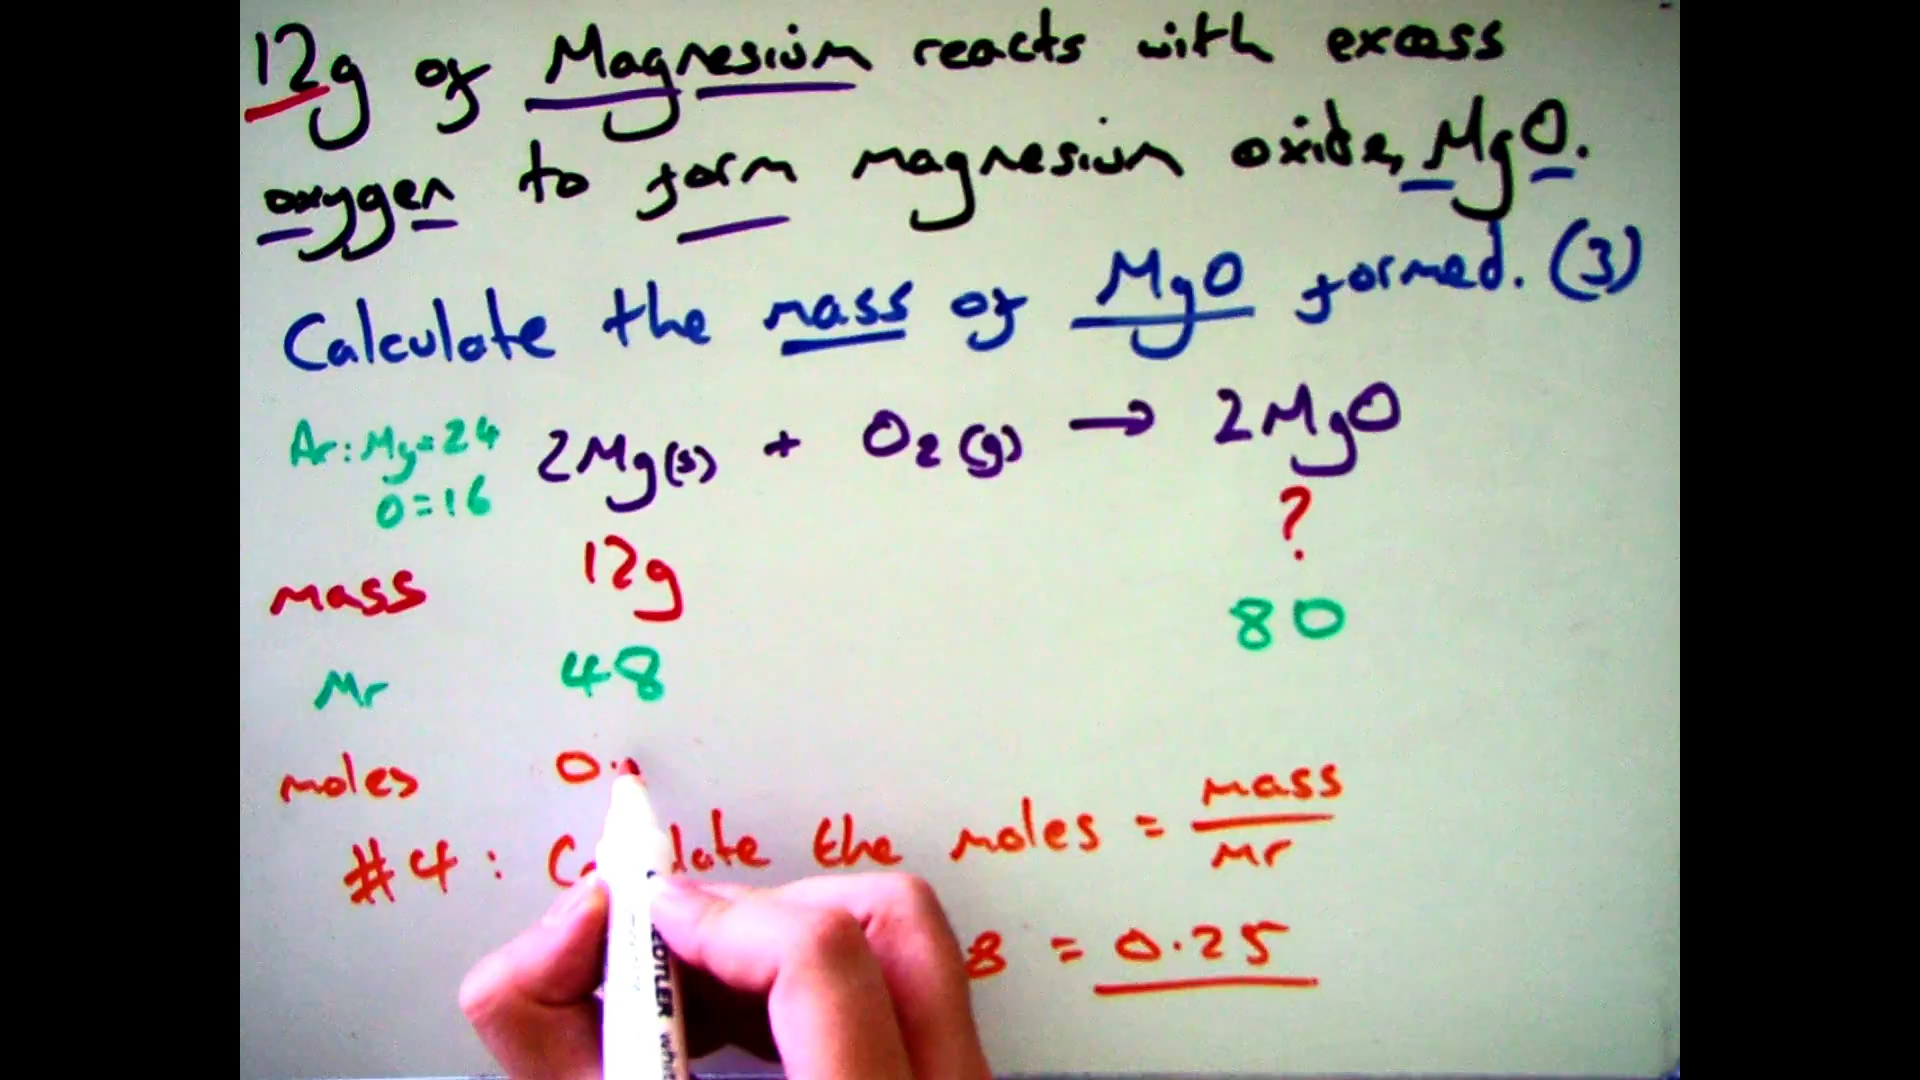 12g of Magnesium reacts with excess
oxygen to form magnesium oxide, MgO.
Calculate the mass of MgO formed. (3)
Ar: Mg=24 2Mg(s) + O2(g) → 2MgO
O=16
?
mass 12g
80
Mr 48
moles 0.
#4: the moles = mass
Mr
8 = 0.25